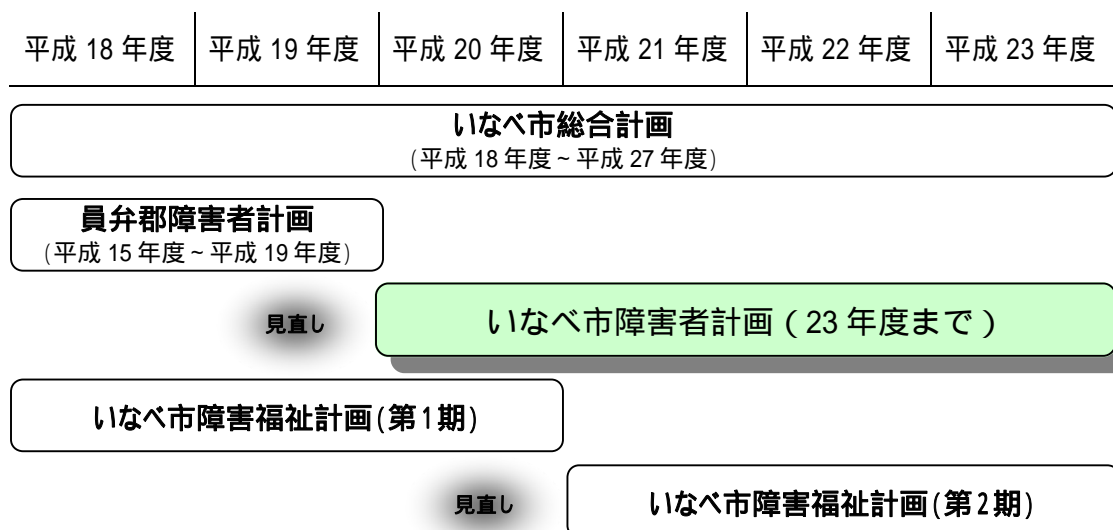 平成 18 年度 平成 19 年度 平成 20 年度 平成 21 年度 平成 22 年度 平成 23 年度
いなべ市総合計画
(平成 18 年度 ~ 平成 27 年度)
員弁郡障害者計画
(平成 15 年度 ~ 平成 19 年度)
見直し いなべ市障害者計画 ( 23 年度まで )
いなべ市障害福祉計画(第1期)
見直し いなべ市障害福祉計画(第2期)